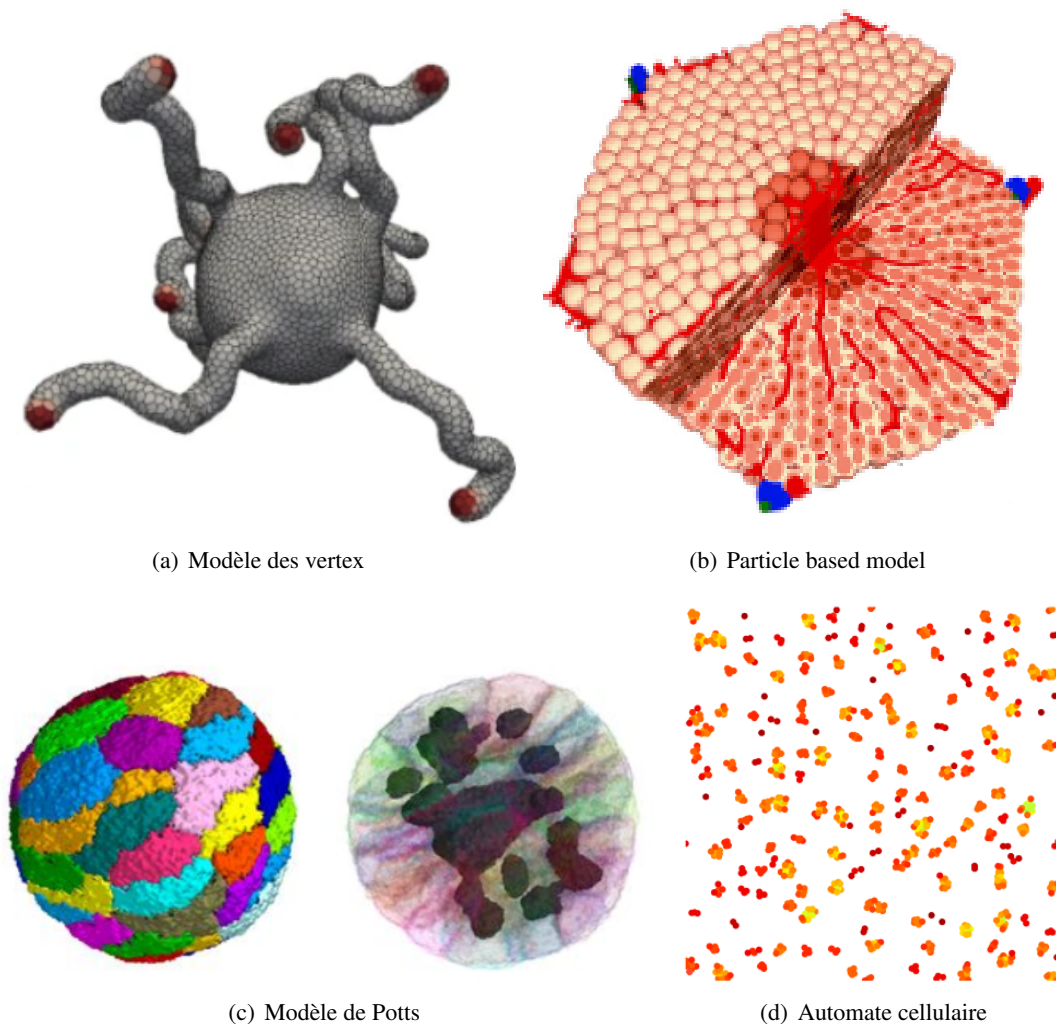 (a) Modèle des vertex
(b) Particle based model
(c) Modèle de Potts
(d) Automate cellulaire